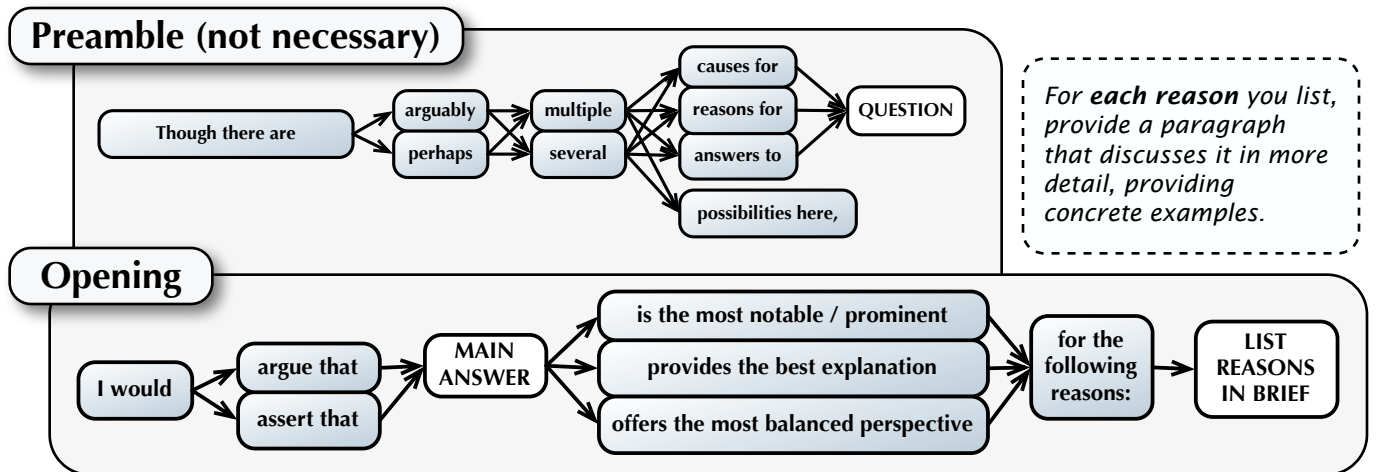 Preamble (not necessary)
Though there are
arguably
perhaps
multiple
several
causes for
reasons for
answers to
possibilities here,
QUESTION
For each reason you list,
provide a paragraph
that discusses it in more
detail, providing
concrete examples.
Opening
I would
argue that
assert that
MAIN
ANSWER
is the most notable / prominent
provides the best explanation
offers the most balanced perspective
for the
following
reasons:
LIST
REASONS
IN BRIEF